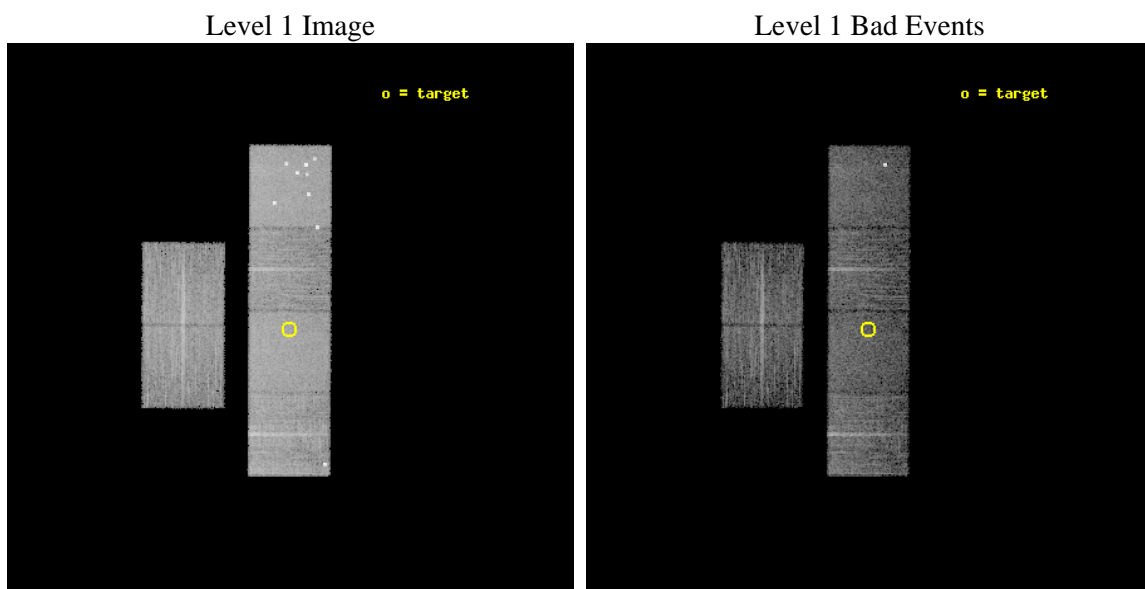 Level 1 Image
Level 1 Bad Events
o = target
o = target